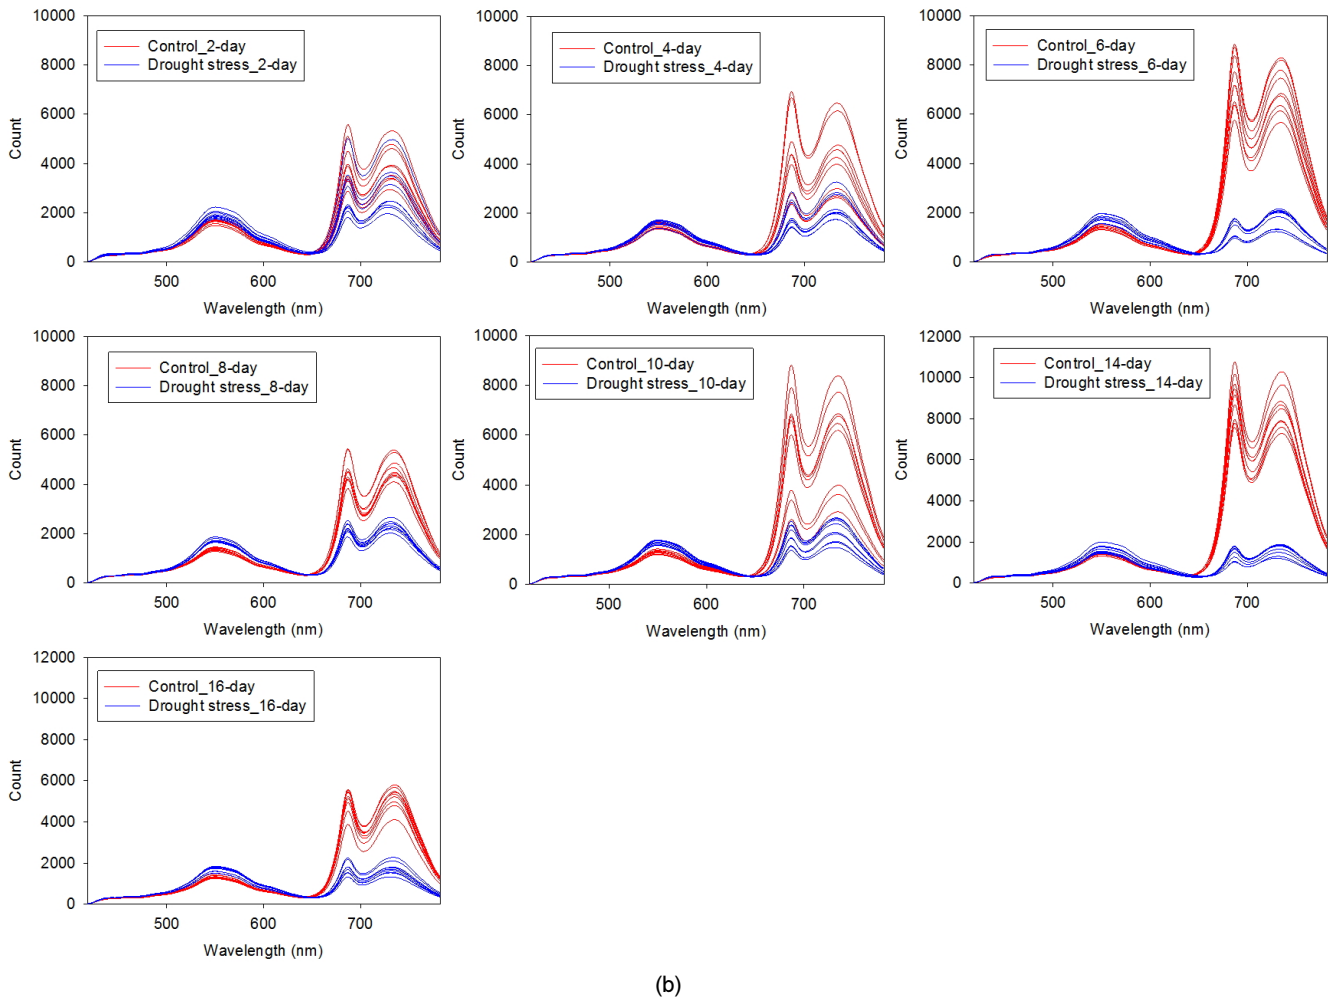 10000
8000
6000
4000
2000
0
Count
Control_2-day
Drought stress_2-day
500 600 700
Wavelength (nm)
10000
8000
6000
4000
2000
0
Count
Control_4-day
Drought stress_4-day
500 600 700
Wavelength (nm)
10000
8000
6000
4000
2000
0
Count
Control_6-day
Drought stress_6-day
500 600 700
Wavelength (nm)
10000
8000
6000
4000
2000
0
Count
Control_8-day
Drought stress_8-day
500 600 700
Wavelength (nm)
10000
8000
6000
4000
2000
0
Count
Control_10-day
Drought stress_10-day
500 600 700
Wavelength (nm)
12000
10000
8000
6000
4000
2000
0
Count
Control_14-day
Drought stress_14-day
500 600 700
Wavelength (nm)
12000
10000
8000
6000
4000
2000
0
Count
Control_16-day
Drought stress_16-day
500 600 700
Wavelength (nm)
(b)